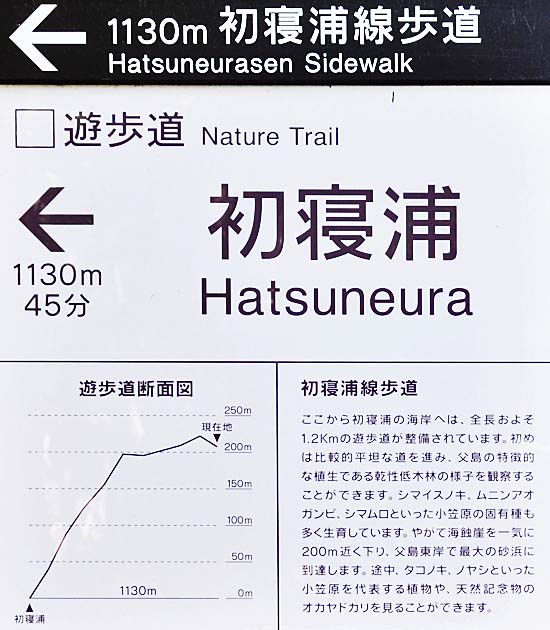 1130m 初寝浦線歩道
Hatsuneurasen Sidewalk
遊歩道 Nature Trail
初寝浦
1130m
45分
Hatsuneura
遊歩道断面図
250m
現在地
200m
150m
100m
50m
1130m
0m
初寝浦
初寝浦線歩道
ここから初寝浦の海岸へは、全長およそ
1.2Kmの遊歩道が整備されています。初め
は比較的平坦な道を進み、父島の特徴的
な植生である乾性低木林の様子を観察する
ことができます。シマイスノキ、ムニンアオ
ガンピ、シマムロといった小笠原の固有種も
多く生育しています。やがて海蝕崖を一気に
200m近く下り、父島東岸で最大の砂浜に
到達します。途中、タコノキ、ノヤシといった
小笠原を代表する植物や、天然記念物の
オカヤドカリを見ることができます。